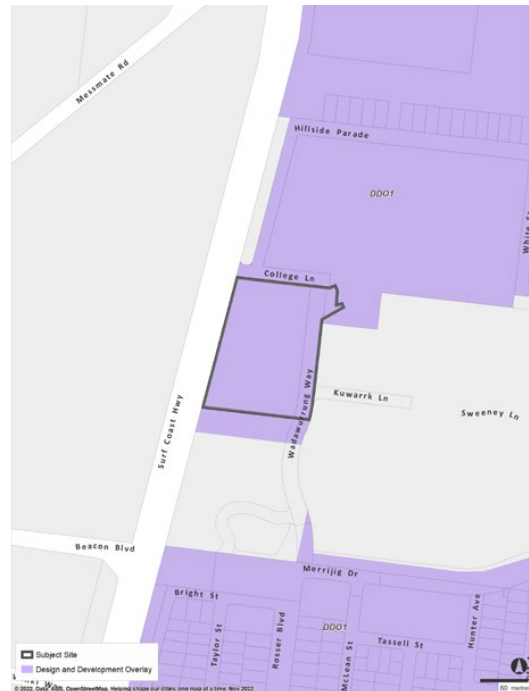 Messmate Rd
Hillside Parade
DDO1
College Ln
Kuwarrk Ln
Sweeney Ln
Wadawurrung Way
Surf Coast Hwy
Beacon Blvd
Merrijig Dr
Bright St
Taylor St
Rosser Blvd
DDO1
McLean St
Tassell St
Hunter Ave
Subject Site
Design and Development Overlay
© 2022. Data: ABS, OpenStreetMap. Helping shape our cities, one map at a time. Nov 2022